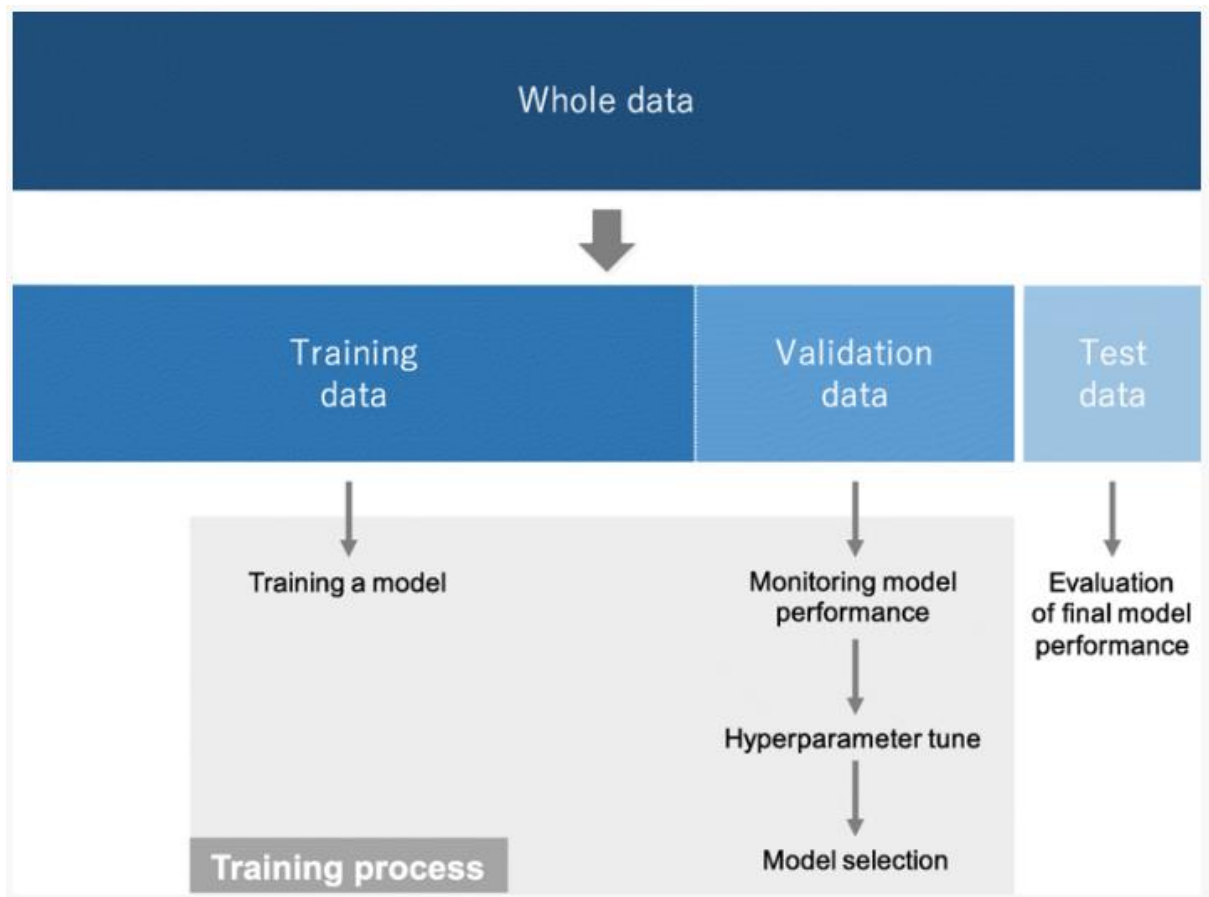 Whole data
Training
data
Validation
data
Test
data
Training a model
Monitoring model
performance
Hyperparameter tune
Model selection
Evaluation
of final model
performance
Training process